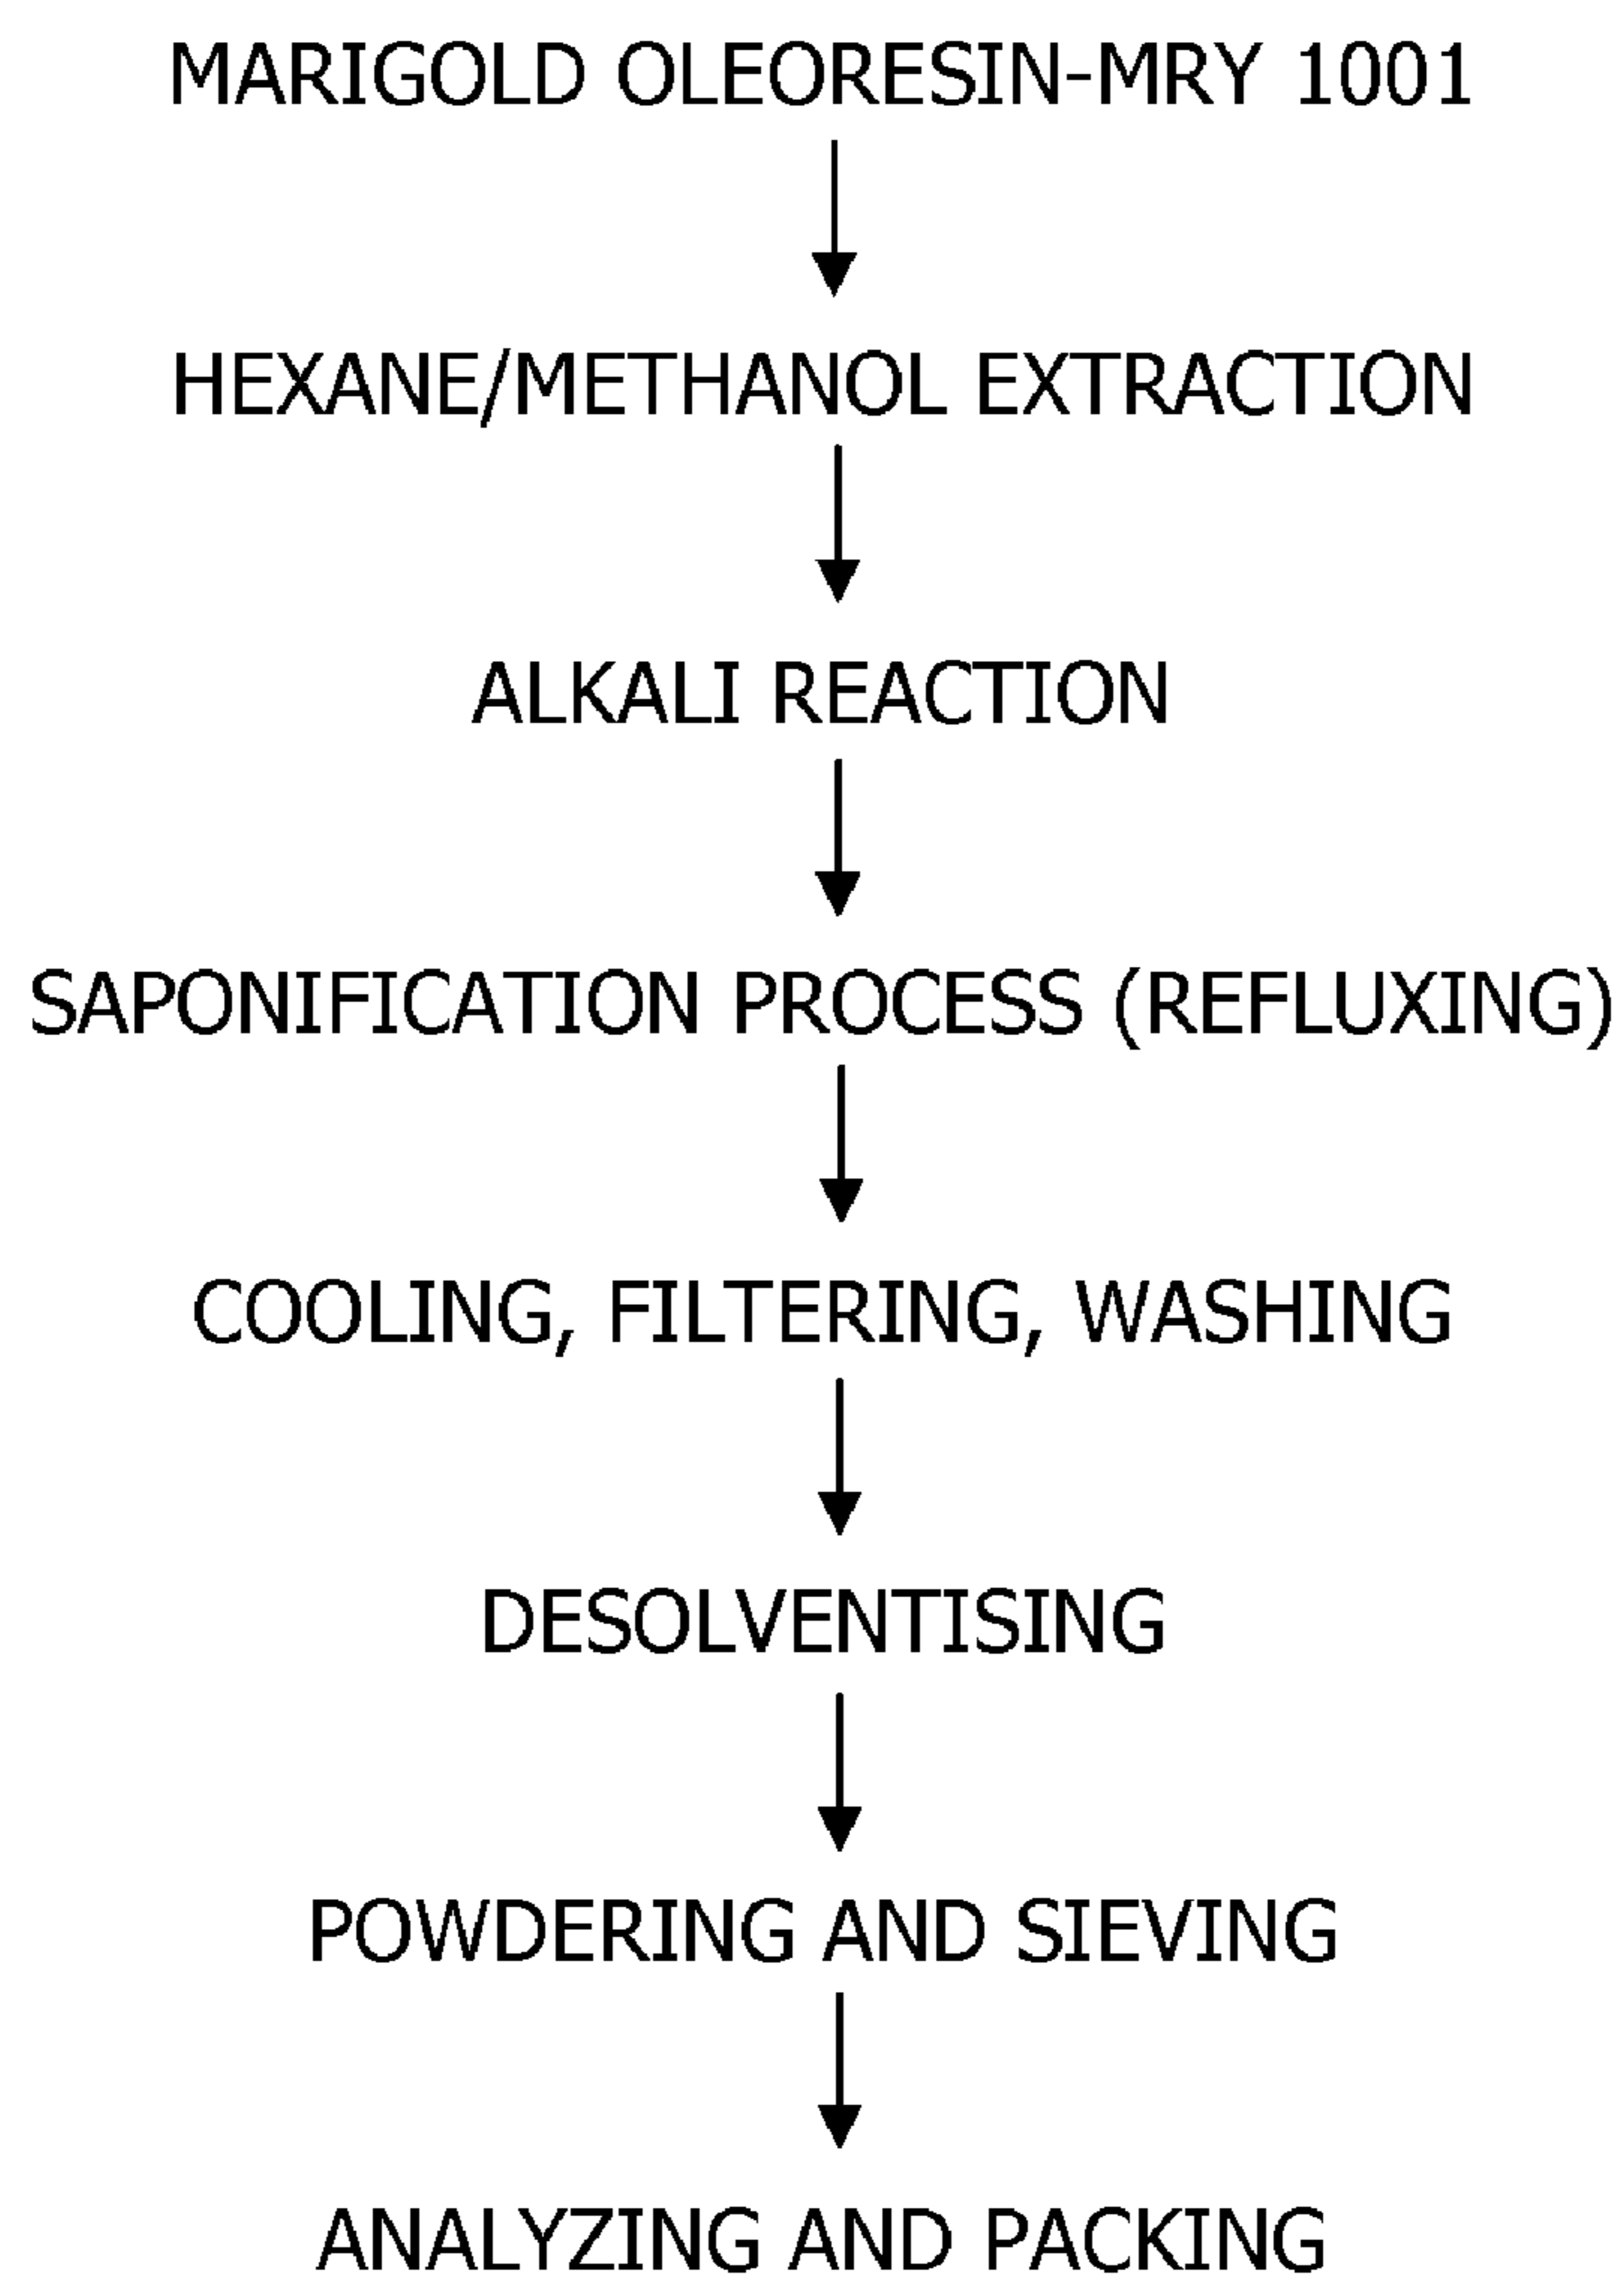 MARIGOLD OLEORESIN-MRY 1001
HEXANE/METHANOL EXTRACTION
ALKALI REACTION
SAPONIFICATION PROCESS (REFLUXING)
COOLING, FILTERING, WASHING
DESOLVENTISING
POWDERING AND SIEVING
ANALYZING AND PACKING